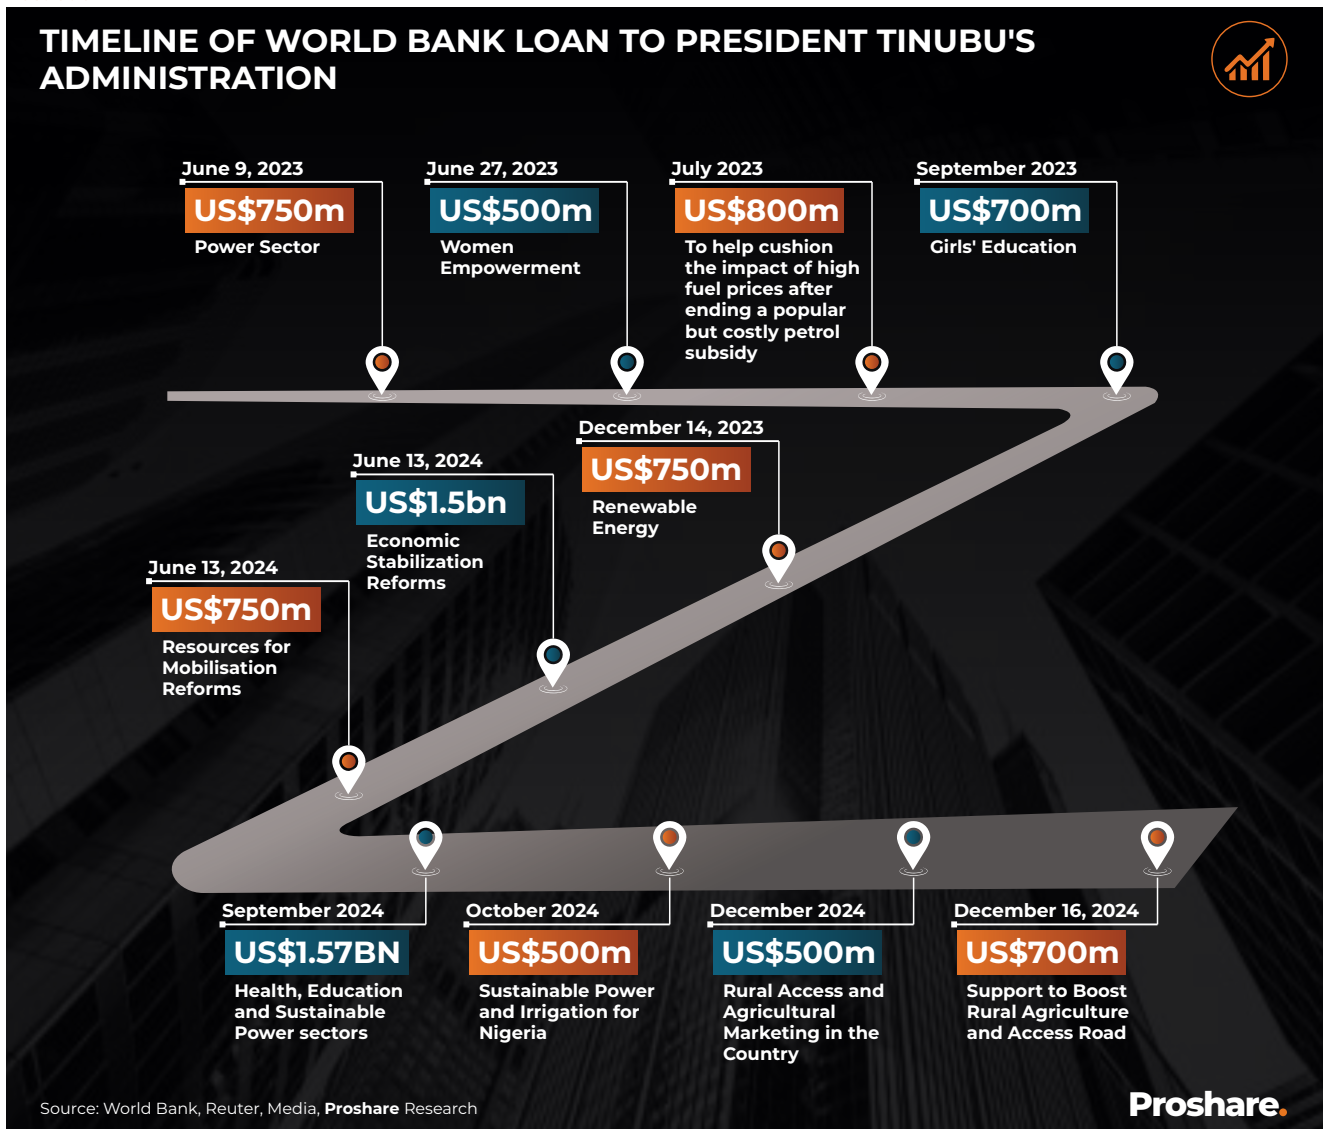 TIMELINE OF WORLD BANK LOAN TO PRESIDENT TINUBU'S
ADMINISTRATION
June 9, 2023
US$750m
Power Sector
June 27, 2023
US$500m
Women
Empowerment
July 2023
US$800m
To help cushion
the impact of high
fuel prices after
ending a popular
but costly petrol
subsidy
September 2023
US$700m
Girls' Education
December 14, 2023
US$750m
Renewable
Energy
June 13, 2024
US$1.5bn
Economic
Stabilization
Reforms
June 13, 2024
US$750m
Resources for
Mobilisation
Reforms
September 2024
US$1.57BN
Health, Education
and Sustainable
Power sectors
October 2024
US$500m
Sustainable Power
and Irrigation for
Nigeria
December 2024
US$500m
Rural Access and
Agricultural
Marketing in the
Country
December 16, 2024
US$700m
Support to Boost
Rural Agriculture
and Access Road
Source: World Bank, Reuter, Media, Proshare Research
Proshare.